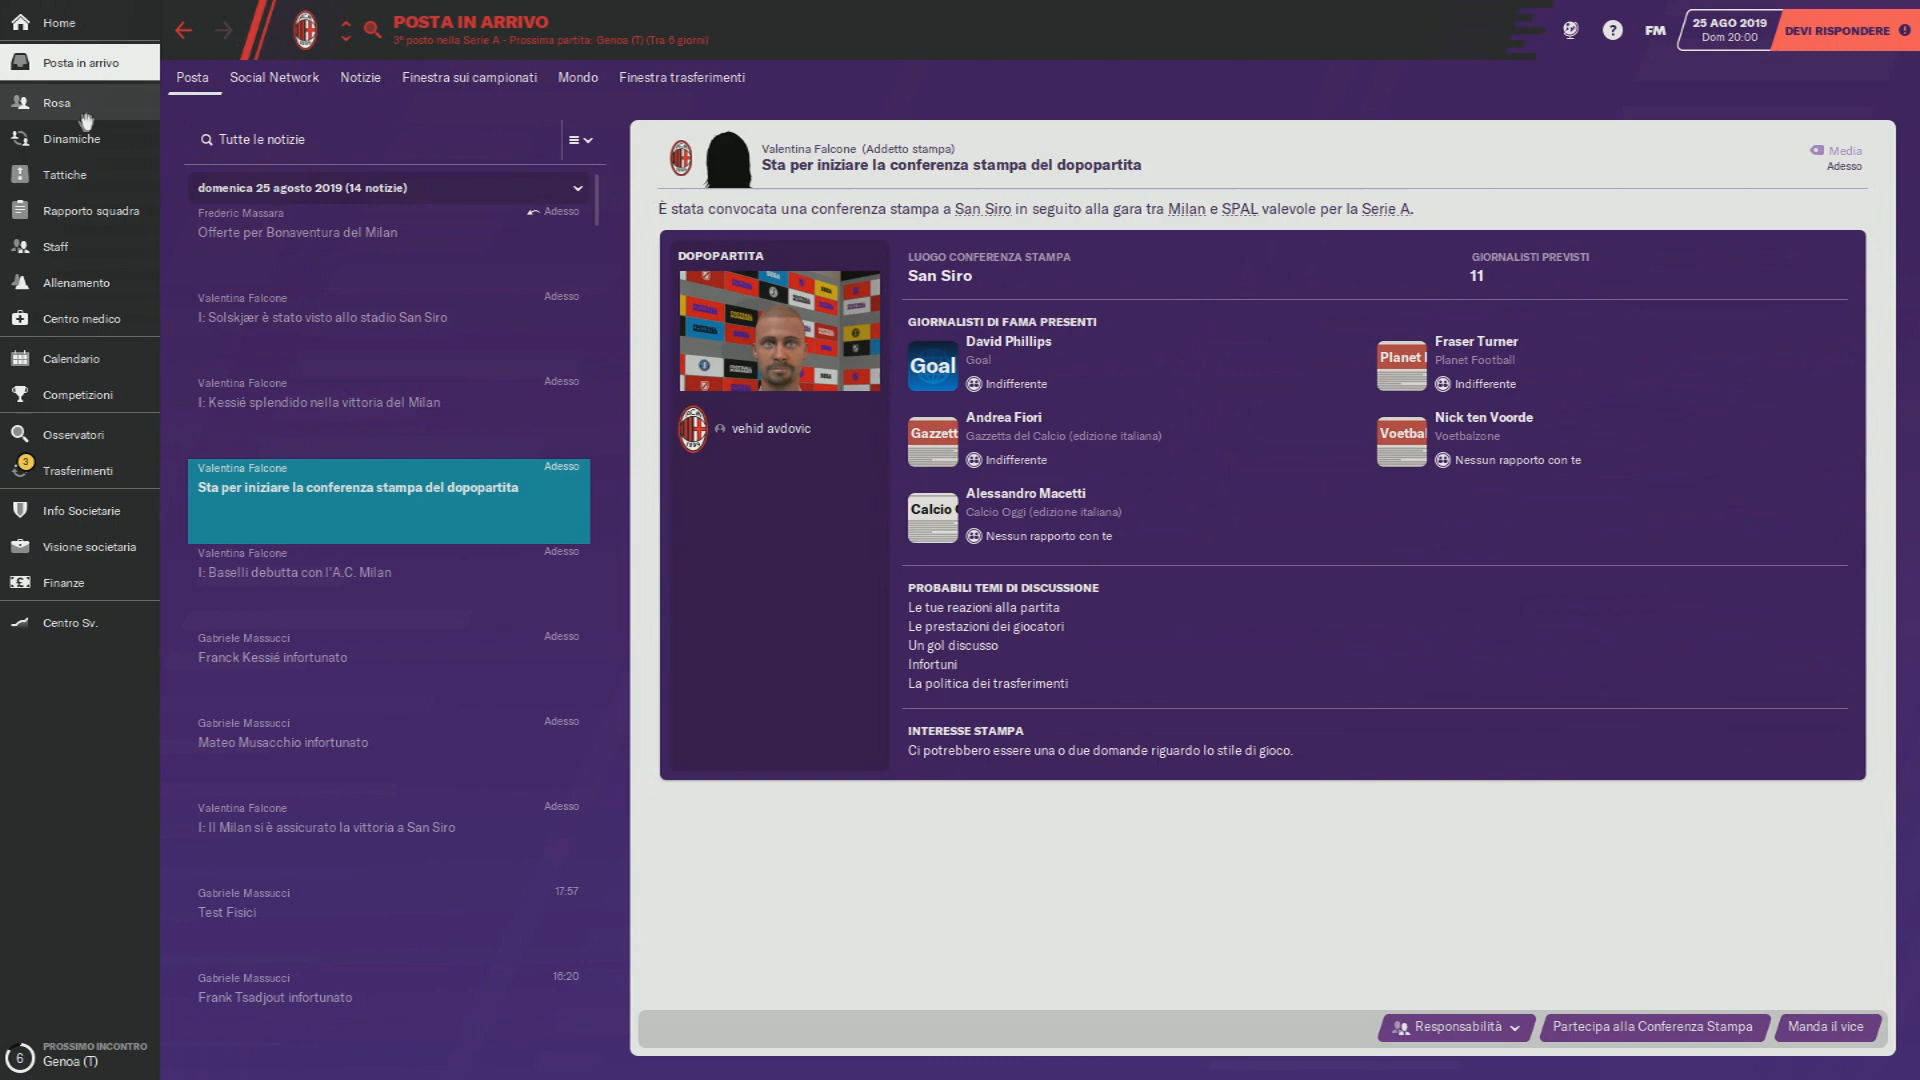 Home
Posta in arrivo
Rosa
Dinamiche
Tattiche
Rapporto squadra
Staff
Allenamento
Centro medico
Calendario
Competizioni
Osservatori
3
Trasferimenti
Info Societarie
Visione societaria
Finanze
Centro Sv.
6
PROSSIMO INCONTRO
Genoa (T)
POSTA IN ARRIVO
3° posto nella Serie A - Prossima partita: Genoa (T) (Tra 6 giorni)
?
FM
25 AGO 2019
Dom 20:00
DEVI RISPONDERE
Posta Social Network Notizie Finestra sui campionati Mondo Finestra trasferimenti
Tutte le notizie
domenica 25 agosto 2019 (14 notizie)
Frederic Massara Adesso
Offerte per Bonaventura del Milan
Valentina Falcone Adesso
I: Solskjær è stato visto allo stadio San Siro
Valentina Falcone Adesso
I: Kessié splendido nella vittoria del Milan
Valentina Falcone Adesso
Sta per iniziare la conferenza stampa del dopopartita
Valentina Falcone Adesso
I: Baselli debutta con l'A.C. Milan
Gabriele Massucci Adesso
Franck Kessié infortunato
Gabriele Massucci Adesso
Mateo Musacchio infortunato
Valentina Falcone Adesso
I: Il Milan si è assicurato la vittoria a San Siro
Gabriele Massucci 17:57
Test Fisici
Gabriele Massucci 16:20
Frank Tsadjout infortunato
Valentina Falcone (Addetto stampa)
Sta per iniziare la conferenza stampa del dopopartita
Media
Adesso
È stata convocata una conferenza stampa a San Siro in seguito alla gara tra Milan e SPAL valevole per la Serie A.
DOPOPARTITA
vehid avdovic
LUOGO CONFERENZA STAMPA
San Siro
GIORNALISTI PREVISTI
11
GIORNALISTI DI FAMA PRESENTI
Goal
David Phillips
Goal
Indifferente
Planet
Fraser Turner
Planet Football
Indifferente
Gazzett
Andrea Fiori
Gazzetta del Calcio (edizione italiana)
Indifferente
Voetba
Nick ten Voorde
Voetbalzone
Nessun rapporto con te
Calcio
Alessandro Macetti
Calcio Oggi (edizione italiana)
Nessun rapporto con te
PROBABILI TEMI DI DISCUSSIONE
Le tue reazioni alla partita
Le prestazioni dei giocatori
Un gol discusso
Infortuni
La politica dei trasferimenti
INTERESSE STAMPA
Ci potrebbero essere una o due domande riguardo lo stile di gioco.
Responsabilità
Partecipa alla Conferenza Stampa
Manda il vice